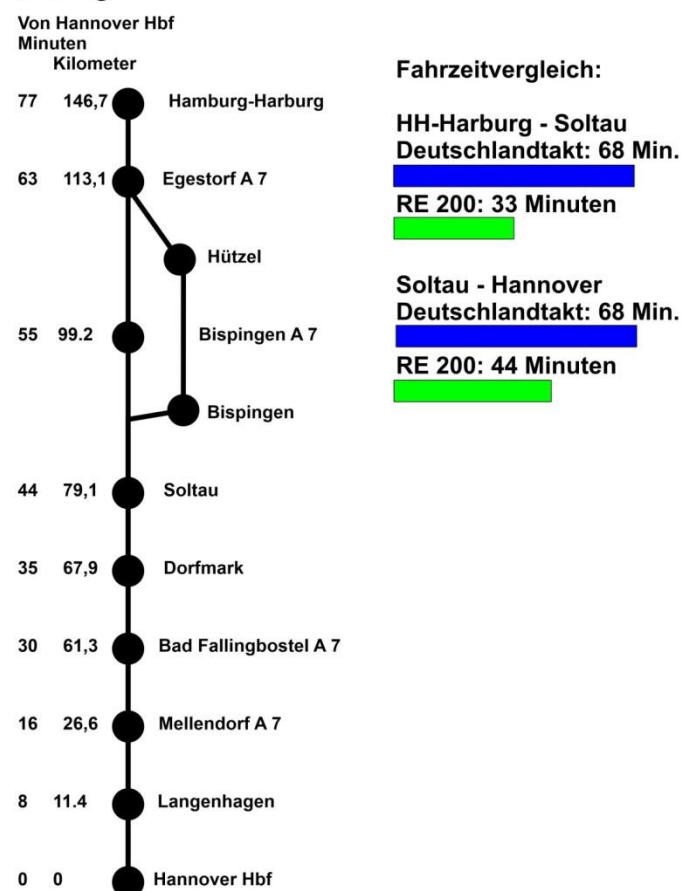 Von Hannover Hbf
Minuten
Kilometer
77 146,7 Hamburg-Harburg
63 113,1 Egestorf A 7
Hützel
55 99.2 Bispingen A 7
Bispingen
44 79,1 Soltau
35 67,9 Dorfmark
30 61,3 Bad Fallingbostel A 7
16 26,6 Mellendorf A 7
8 11.4 Langenhagen
0 0 Hannover Hbf
Fahrzeitvergleich:
HH-Harburg - Soltau
Deutschlandtakt: 68 Min.
RE 200: 33 Minuten
Soltau - Hannover
Deutschlandtakt: 68 Min.
RE 200: 44 Minuten